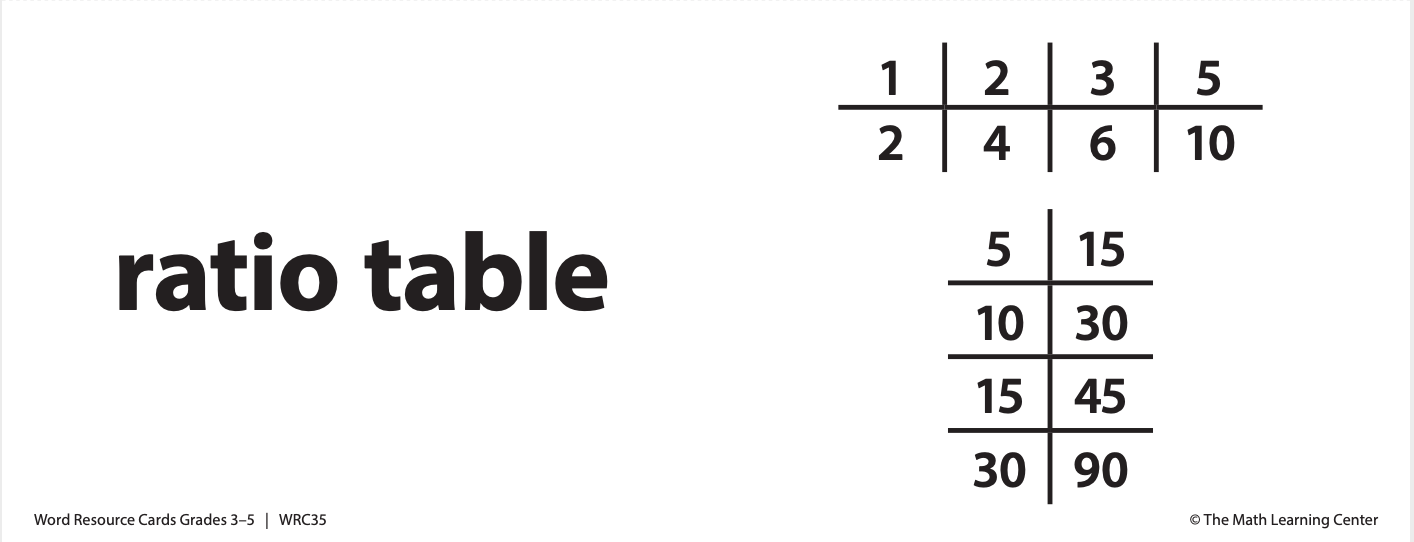 ratio table
1 2 3 5
2 4 6 10
5 15
10 30
15 45
30 90
Word Resource Cards Grades 3–5 | WRC35
© The Math Learning Center